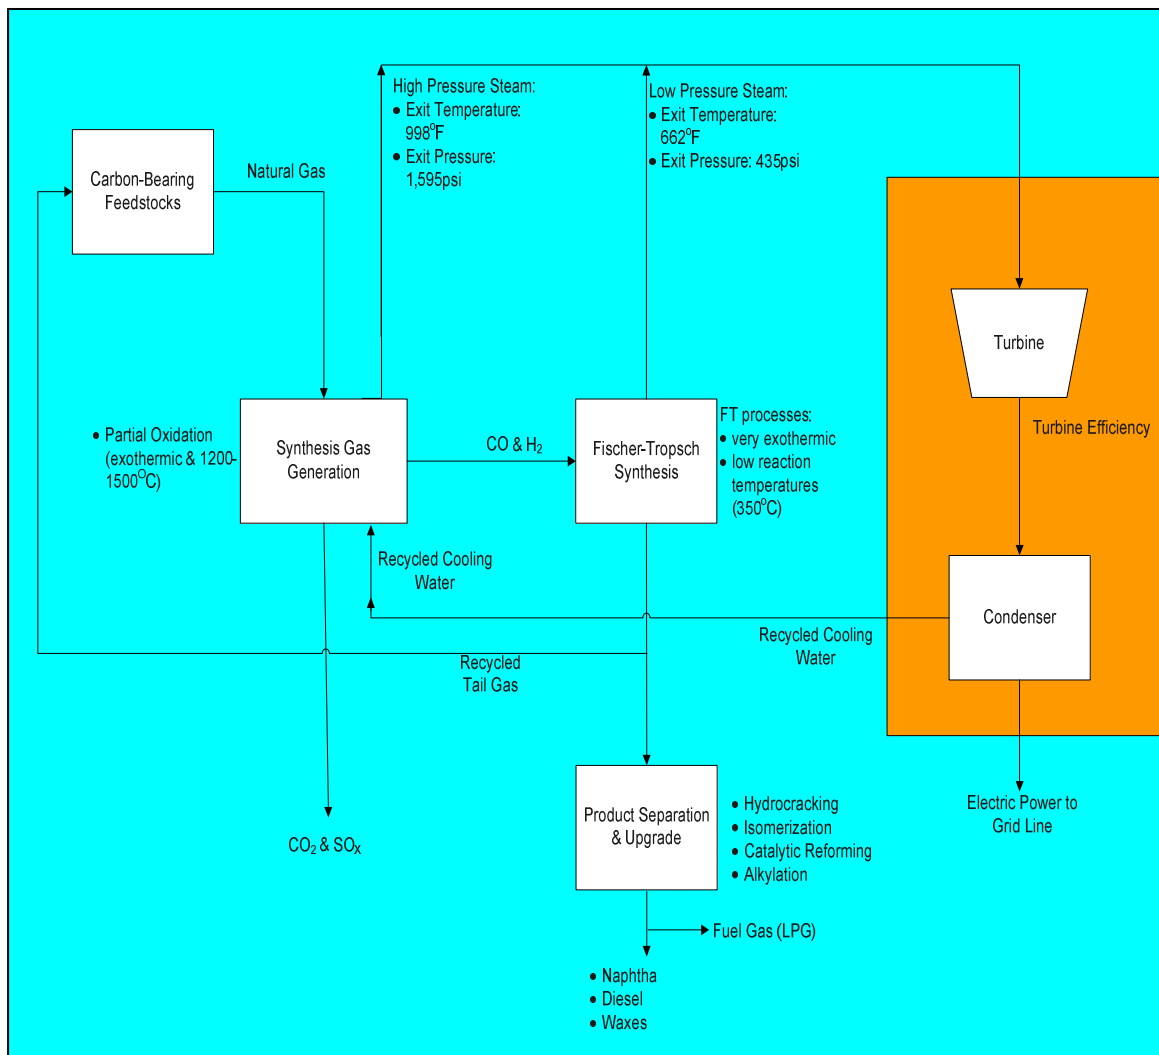 High Pressure Steam:
• Exit Temperature:
998°F
• Exit Pressure:
1,595psi
Low Pressure Steam:
• Exit Temperature:
662°F
• Exit Pressure: 435psi
Carbon-Bearing
Feedstocks
Natural Gas
Turbine
Turbine Efficiency
• Partial Oxidation
(exothermic & 1200-
1500°C)
Synthesis Gas
Generation
CO & H₂
Fischer-Tropsch
Synthesis
FT processes:
• very exothermic
• low reaction
temperatures
(350°C)
Recycled Cooling
Water
Condenser
Recycled Cooling
Water
Recycled
Tail Gas
Electric Power to
Grid Line
CO₂ & SOₓ
Product Separation
& Upgrade
• Hydrocracking
• Isomerization
• Catalytic Reforming
• Alkylation
Fuel Gas (LPG)
• Naphtha
• Diesel
• Waxes